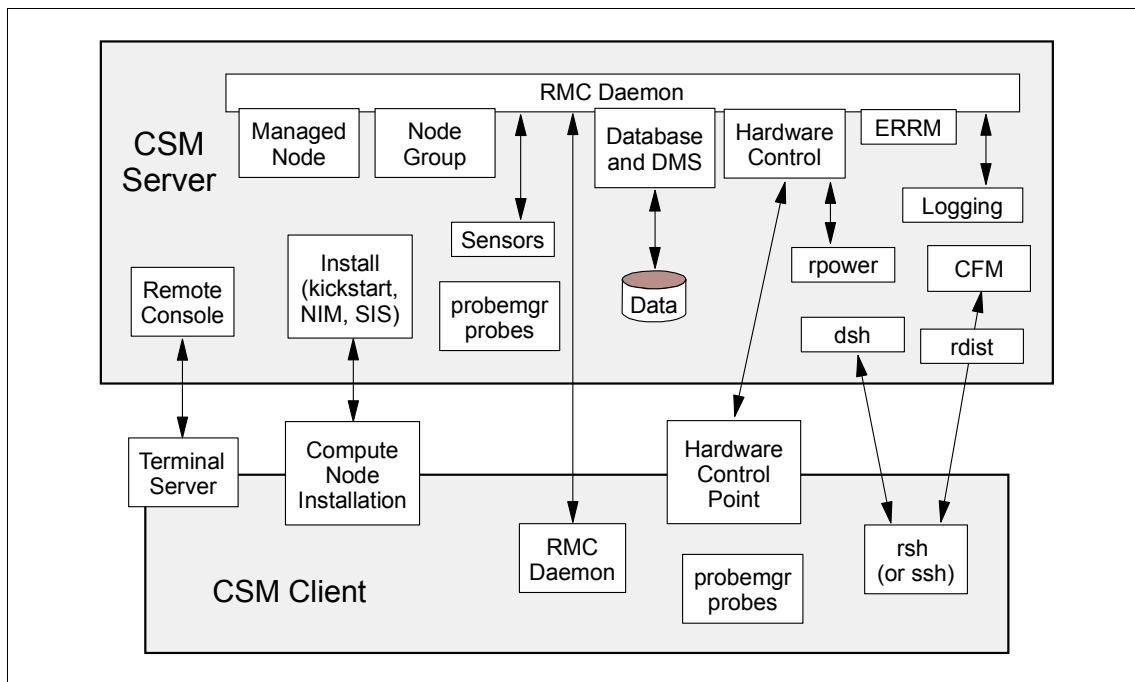 RMC Daemon
Managed
Node
Node
Group
Database
and DMS
Hardware
Control
ERRM
CSM
Server
Logging
Sensors
Install
(kickstart,
NIM, SIS)
rpower
CFM
Remote
Console
probemgr
probes
Data
dsh
rdist
Terminal
Server
Compute
Node
Installation
Hardware
Control
Point
RMC
Daemon
rsh
(or ssh)
probemgr
probes
CSM Client